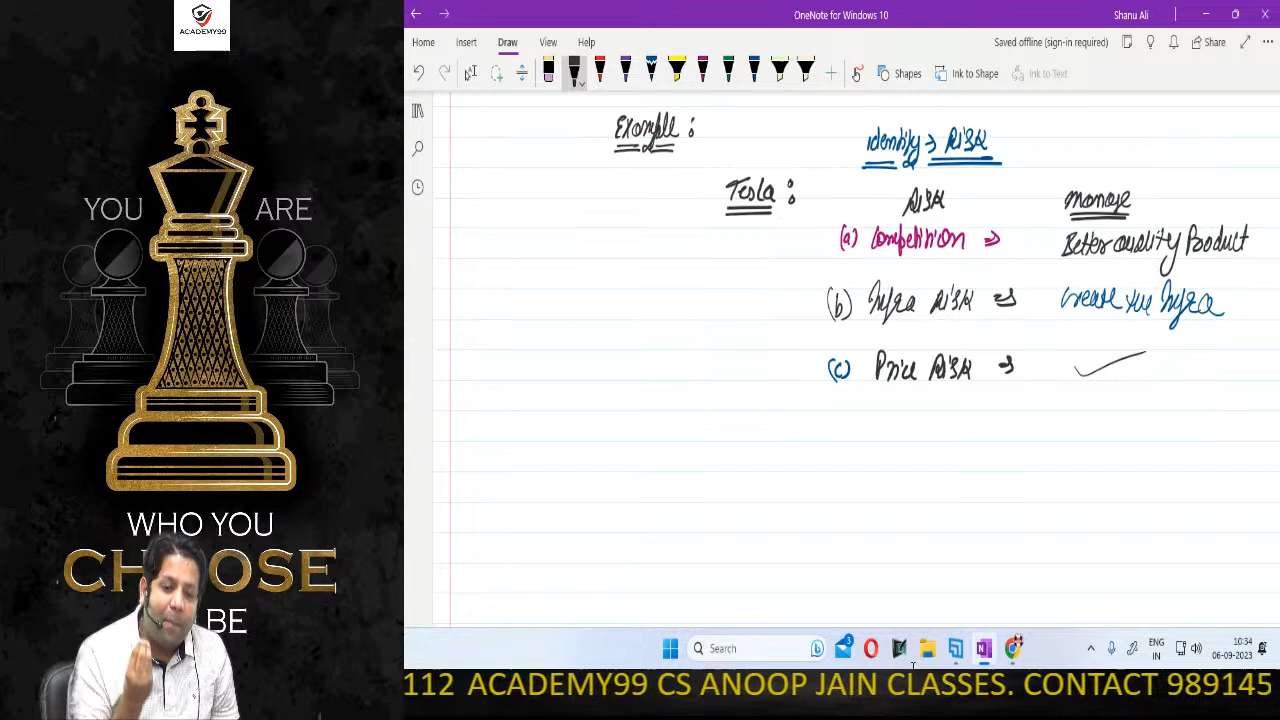 ACADEMY99
YOU ARE
WHO YOU
CHOOSE
BE
OneNote for Windows 10
Shanu Ali
Home Insert Draw View Help
Saved offline (sign-in required)
Share
Shapes
Ink to Shape
Ink to Text
Example :
identify → Risk
Tesla :
Risk
Manage
(a) Competition ⇒ Better quality Product
(b) Infra Risk ⇒ Create the Infra
(c) Price Risk ⇒ ✓
Search
3
ENG
IN
10:34
06-09-2023
112 ACADEMY99 CS ANOOP JAIN CLASSES. CONTACT 989145